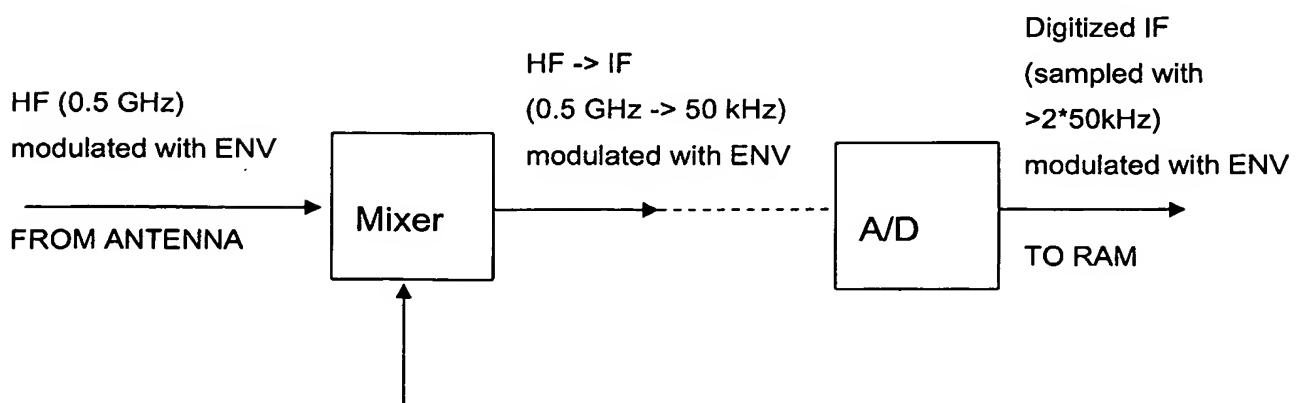 HF (0.5 GHz)
modulated with ENV
FROM ANTENNA
Mixer
HF -> IF
(0.5 GHz -> 50 kHz)
modulated with ENV
A/D
Digitized IF
(sampled with
>2*50kHz)
modulated with ENV
TO RAM